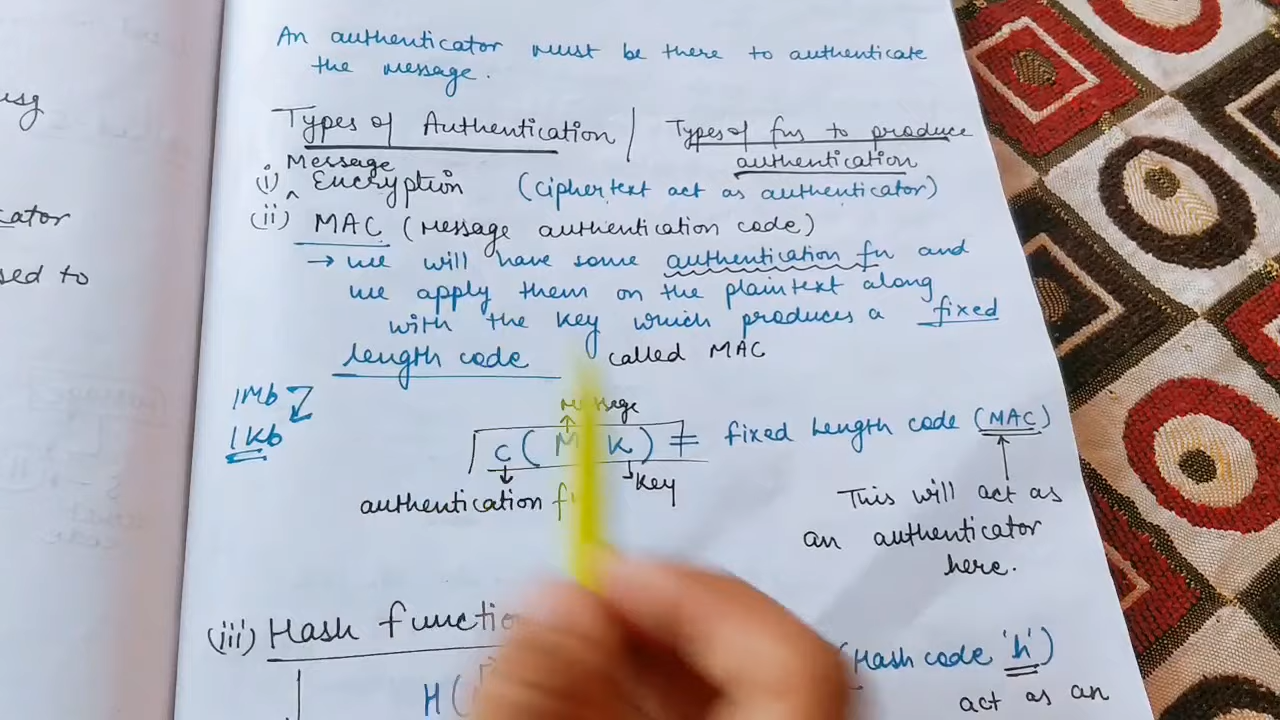 usg
cator
sed to
An authenticator must be there to authenticate
the message.
Types of Authentication | Types of fns to produce
authentication
Message
(i) ^ Encryption (ciphertext act as authenticator)
(ii) MAC (Message authentication code)
→ we will have some authentication fn and
we apply them on the plaintext along
with the key which produces a fixed
length code called MAC
1Mb
1Kb
Message
C(M K) = fixed length code (MAC)
authentication
Key
This will act as
an authenticator
here.
(iii) Hash function
(Hash code 'h')
H(
act as an